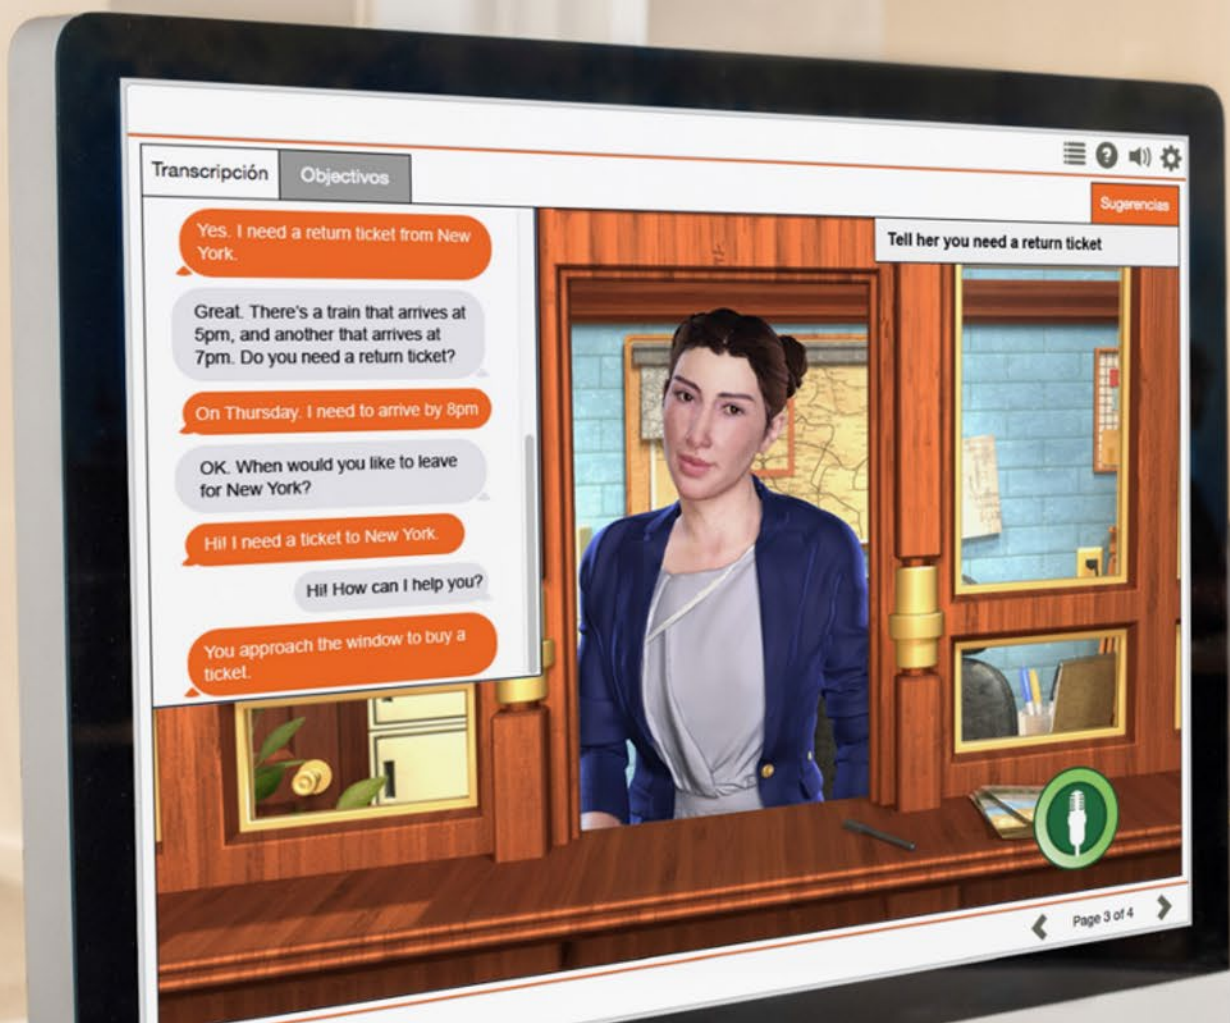 Transcripción
Objectivos
Sugerencias
Tell her you need a return ticket
Yes. I need a return ticket from New
York.
Great. There's a train that arrives at
5pm, and another that arrives at
7pm. Do you need a return ticket?
On Thursday. I need to arrive by 8pm
OK. When would you like to leave
for New York?
Hi! I need a ticket to New York.
Hi! How can I help you?
You approach the window to buy a
ticket.
Page 3 of 4